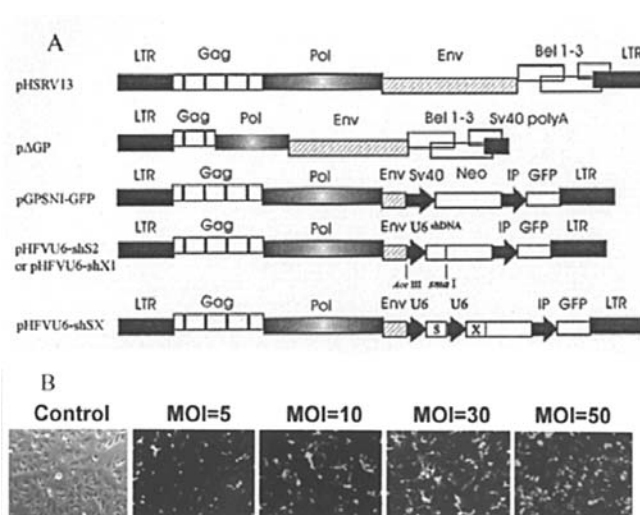 A
LTR Gag Pol Env Bel 1-3 LTR
pHSRV13
LTR Gag Pol Env Bel 1-3 Sv40 polyA
pΔGP
LTR Gag Pol Env Sv40 Neo IP GFP LTR
pGPSNI-GFP
LTR Gag Pol Env U6 shDNA IP GFP LTR
pHFVU6-shS2
or pHFVU6-shX1
Acc III sma I
LTR Gag Pol Env U6 U6 IP GFP LTR
pHFVU6-shSX
S X
B
Control MOI=5 MOI=10 MOI=30 MOI=50